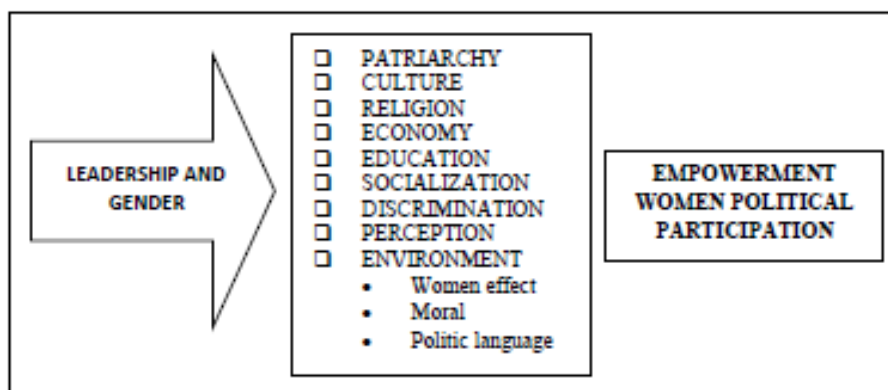 LEADERSHIP AND
GENDER
❑ PATRIARCHY
❑ CULTURE
❑ RELIGION
❑ ECONOMY
❑ EDUCATION
❑ SOCIALIZATION
❑ DISCRIMINATION
❑ PERCEPTION
❑ ENVIRONMENT
• Women effect
• Moral
• Politic language
EMPOWERMENT
WOMEN POLITICAL
PARTICIPATION